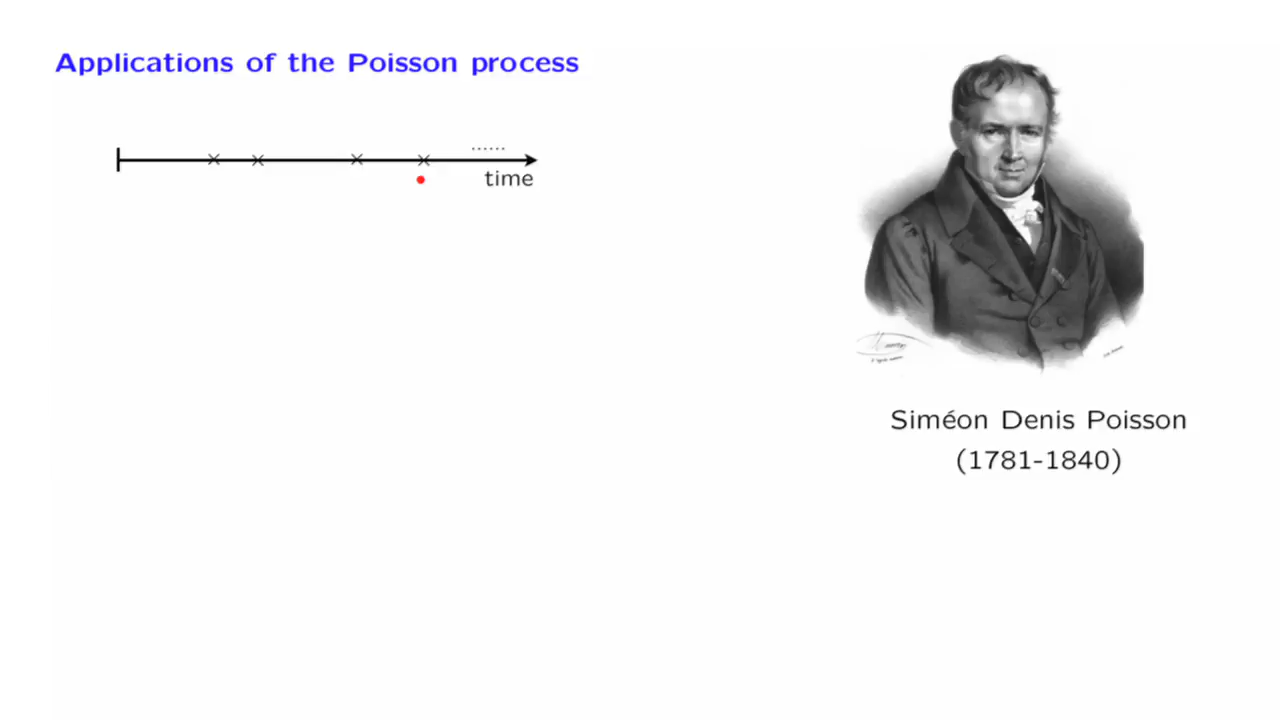 Applications of the Poisson process
......
time
Siméon Denis Poisson
(1781-1840)